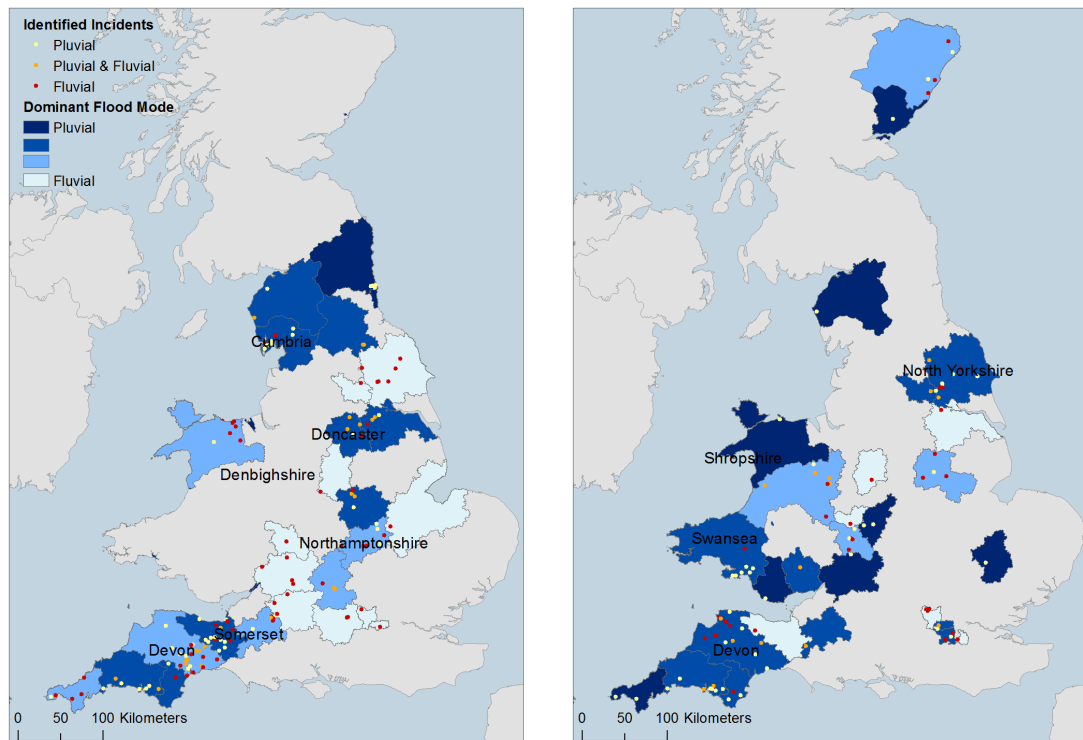 Identified Incidents
Pluvial
Pluvial & Fluvial
Fluvial
Dominant Flood Mode
Pluvial
Fluvial
Cumbria
Doncaster
Denbighshire
Northamptonshire
Somerset
Devon
0 50 100 Kilometers
North Yorkshire
Shropshire
Swansea
Devon
0 50 100 Kilometers